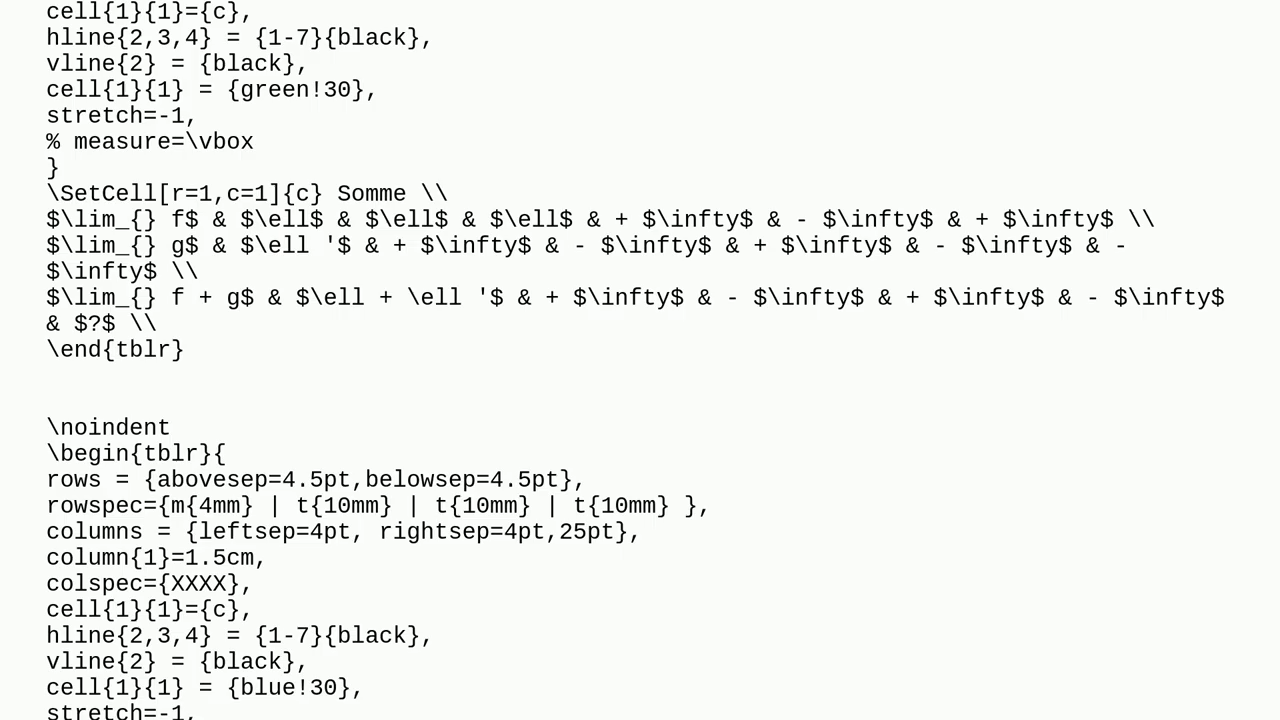 cell{1}{1}={c},
hline{2,3,4} = {1-7}{black},
vline{2} = {black},
cell{1}{1} = {green!30},
stretch=-1,
% measure=\vbox
}
\SetCell[r=1,c=1]{c} Somme \\
$\lim_{} f$ & $\ell$ & $\ell$ & $\ell$ & + $\infty$ & - $\infty$ & + $\infty$ \\
$\lim_{} g$ & $\ell '$ & + $\infty$ & - $\infty$ & + $\infty$ & - $\infty$ & -
$\infty$ \\
$\lim_{} f + g$ & $\ell + \ell '$ & + $\infty$ & - $\infty$ & + $\infty$ & - $\infty$
& $?$ \\
\end{tblr}
\noindent
\begin{tblr}{
rows = {abovesep=4.5pt,belowsep=4.5pt},
rowspec={m{4mm} | t{10mm} | t{10mm} | t{10mm} },
columns = {leftsep=4pt, rightsep=4pt,25pt},
column{1}=1.5cm,
colspec={XXXX},
cell{1}{1}={c},
hline{2,3,4} = {1-7}{black},
vline{2} = {black},
cell{1}{1} = {blue!30},
stretch=-1,